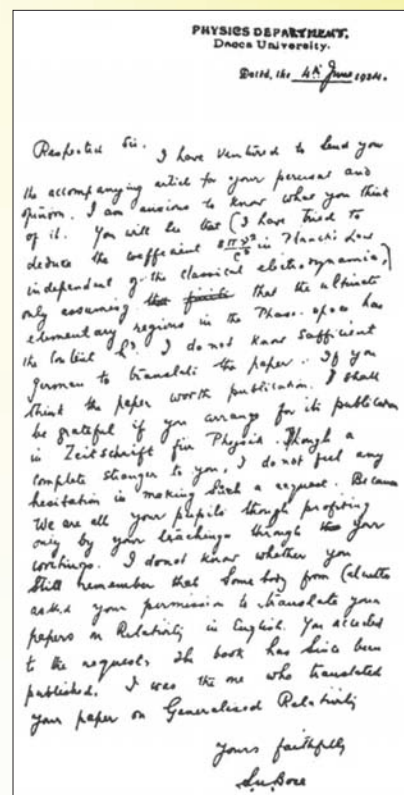 PHYSICS DEPARTMENT,
Dacca University.
Dated, the 4th June 1924.
Respected Sir, I have ventured to send you
the accompanying article for your perusal and
opinion. I am anxious to know what you think
of it. You will see that I have tried to
deduce the coefficient 8πν²/c³ in Planck's Law
independent of the classical electrodynamics,
only assuming that the ultimate
elementary regions in the Phase-space has
the content h³. I do not know sufficient
German to translate the paper. If you
think the paper worth publication, I shall
be grateful if you arrange for its publication
in Zeitschrift für Physik. Though a
complete stranger to you, I do not feel any
hesitation in making such a request. Because
We are all your pupils though profiting
only by your teachings through your
writings. I donot know whether you
still remember that Somebody from Calcutta
asked your permission to translate your
papers on Relativity in English. You acceded
to the request. The book has since been
published. I was the one who translated
your paper on Generalised Relativity
Yours faithfully
S.N. Bose